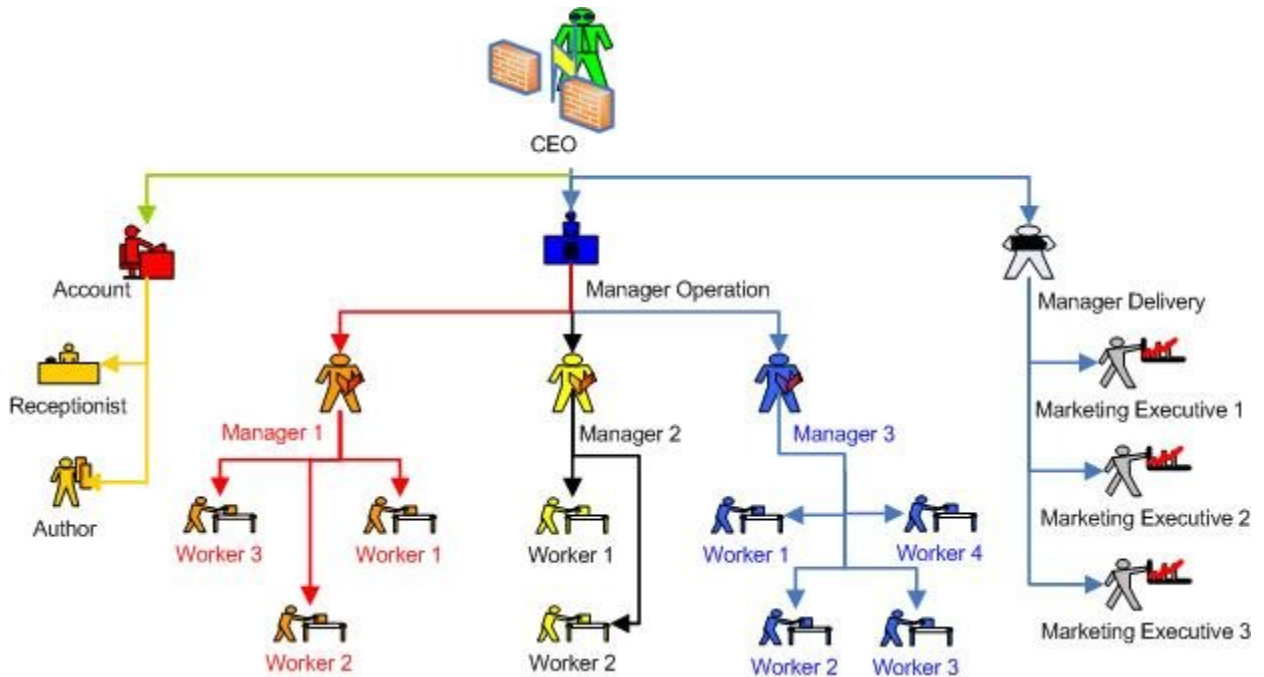 CEO
Account
Manager Operation
Manager Delivery
Receptionist
Marketing Executive 1
Manager 1
Manager 2
Manager 3
Author
Marketing Executive 2
Worker 3
Worker 1
Worker 1
Worker 1
Worker 4
Marketing Executive 3
Worker 2
Worker 2
Worker 2
Worker 3